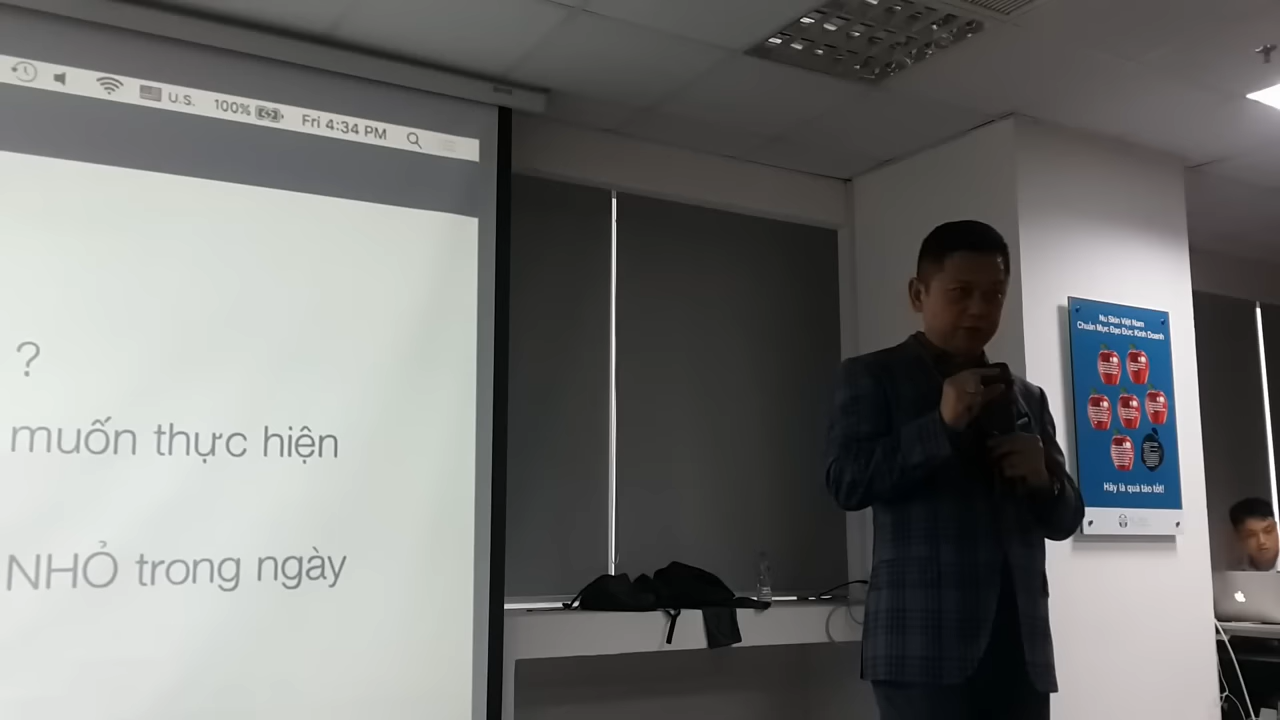 U.S. 100% Fri 4:34 PM
?
muốn thực hiện
NHỎ trong ngày
Nu Skin Việt Nam
Chuẩn Mực Đạo Đức Kinh Doanh
Hãy là quả táo tốt!